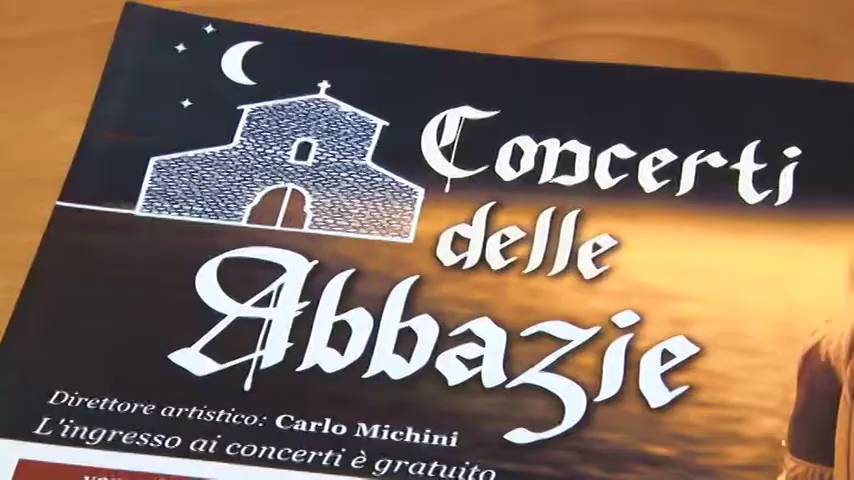 Concerti
delle
Abbazie
Direttore artistico: Carlo Michini
L'ingresso ai concerti è gratuito